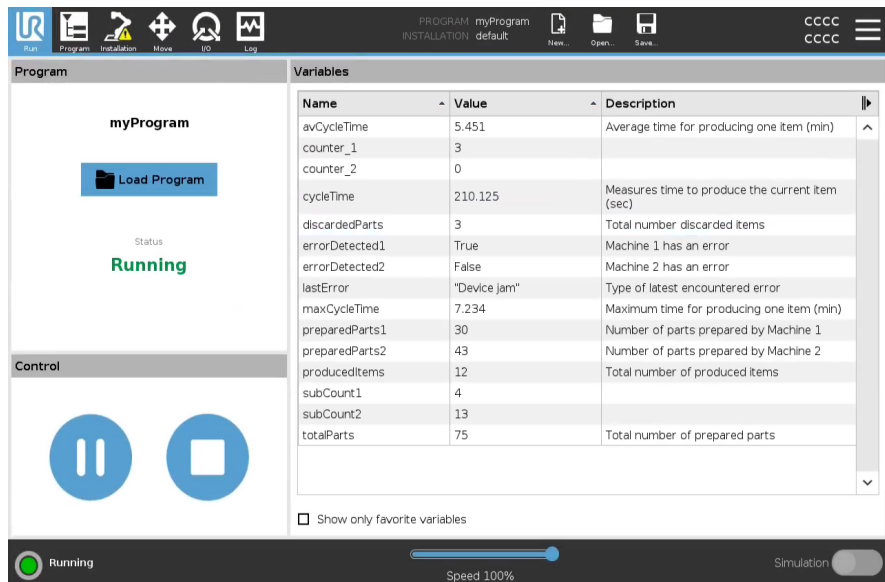 UR
PROGRAM myProgram
INSTALLATION default
CCCC
CCCC
Run Program Installation Move I/O Log New... Open... Save...
Program
myProgram
Load Program
Status
Running
Control
Variables
Name Value Description
avCycleTime 5.451 Average time for producing one item (min)
counter_1 3
counter_2 0
cycleTime 210.125 Measures time to produce the current item
(sec)
discardedParts 3 Total number discarded items
errorDetected1 True Machine 1 has an error
errorDetected2 False Machine 2 has an error
lastError "Device jam" Type of latest encountered error
maxCycleTime 7.234 Maximum time for producing one item (min)
preparedParts1 30 Number of parts prepared by Machine 1
preparedParts2 43 Number of parts prepared by Machine 2
producedItems 12 Total number of produced items
subCount1 4
subCount2 13
totalParts 75 Total number of prepared parts
Show only favorite variables
Running
Speed 100%
Simulation